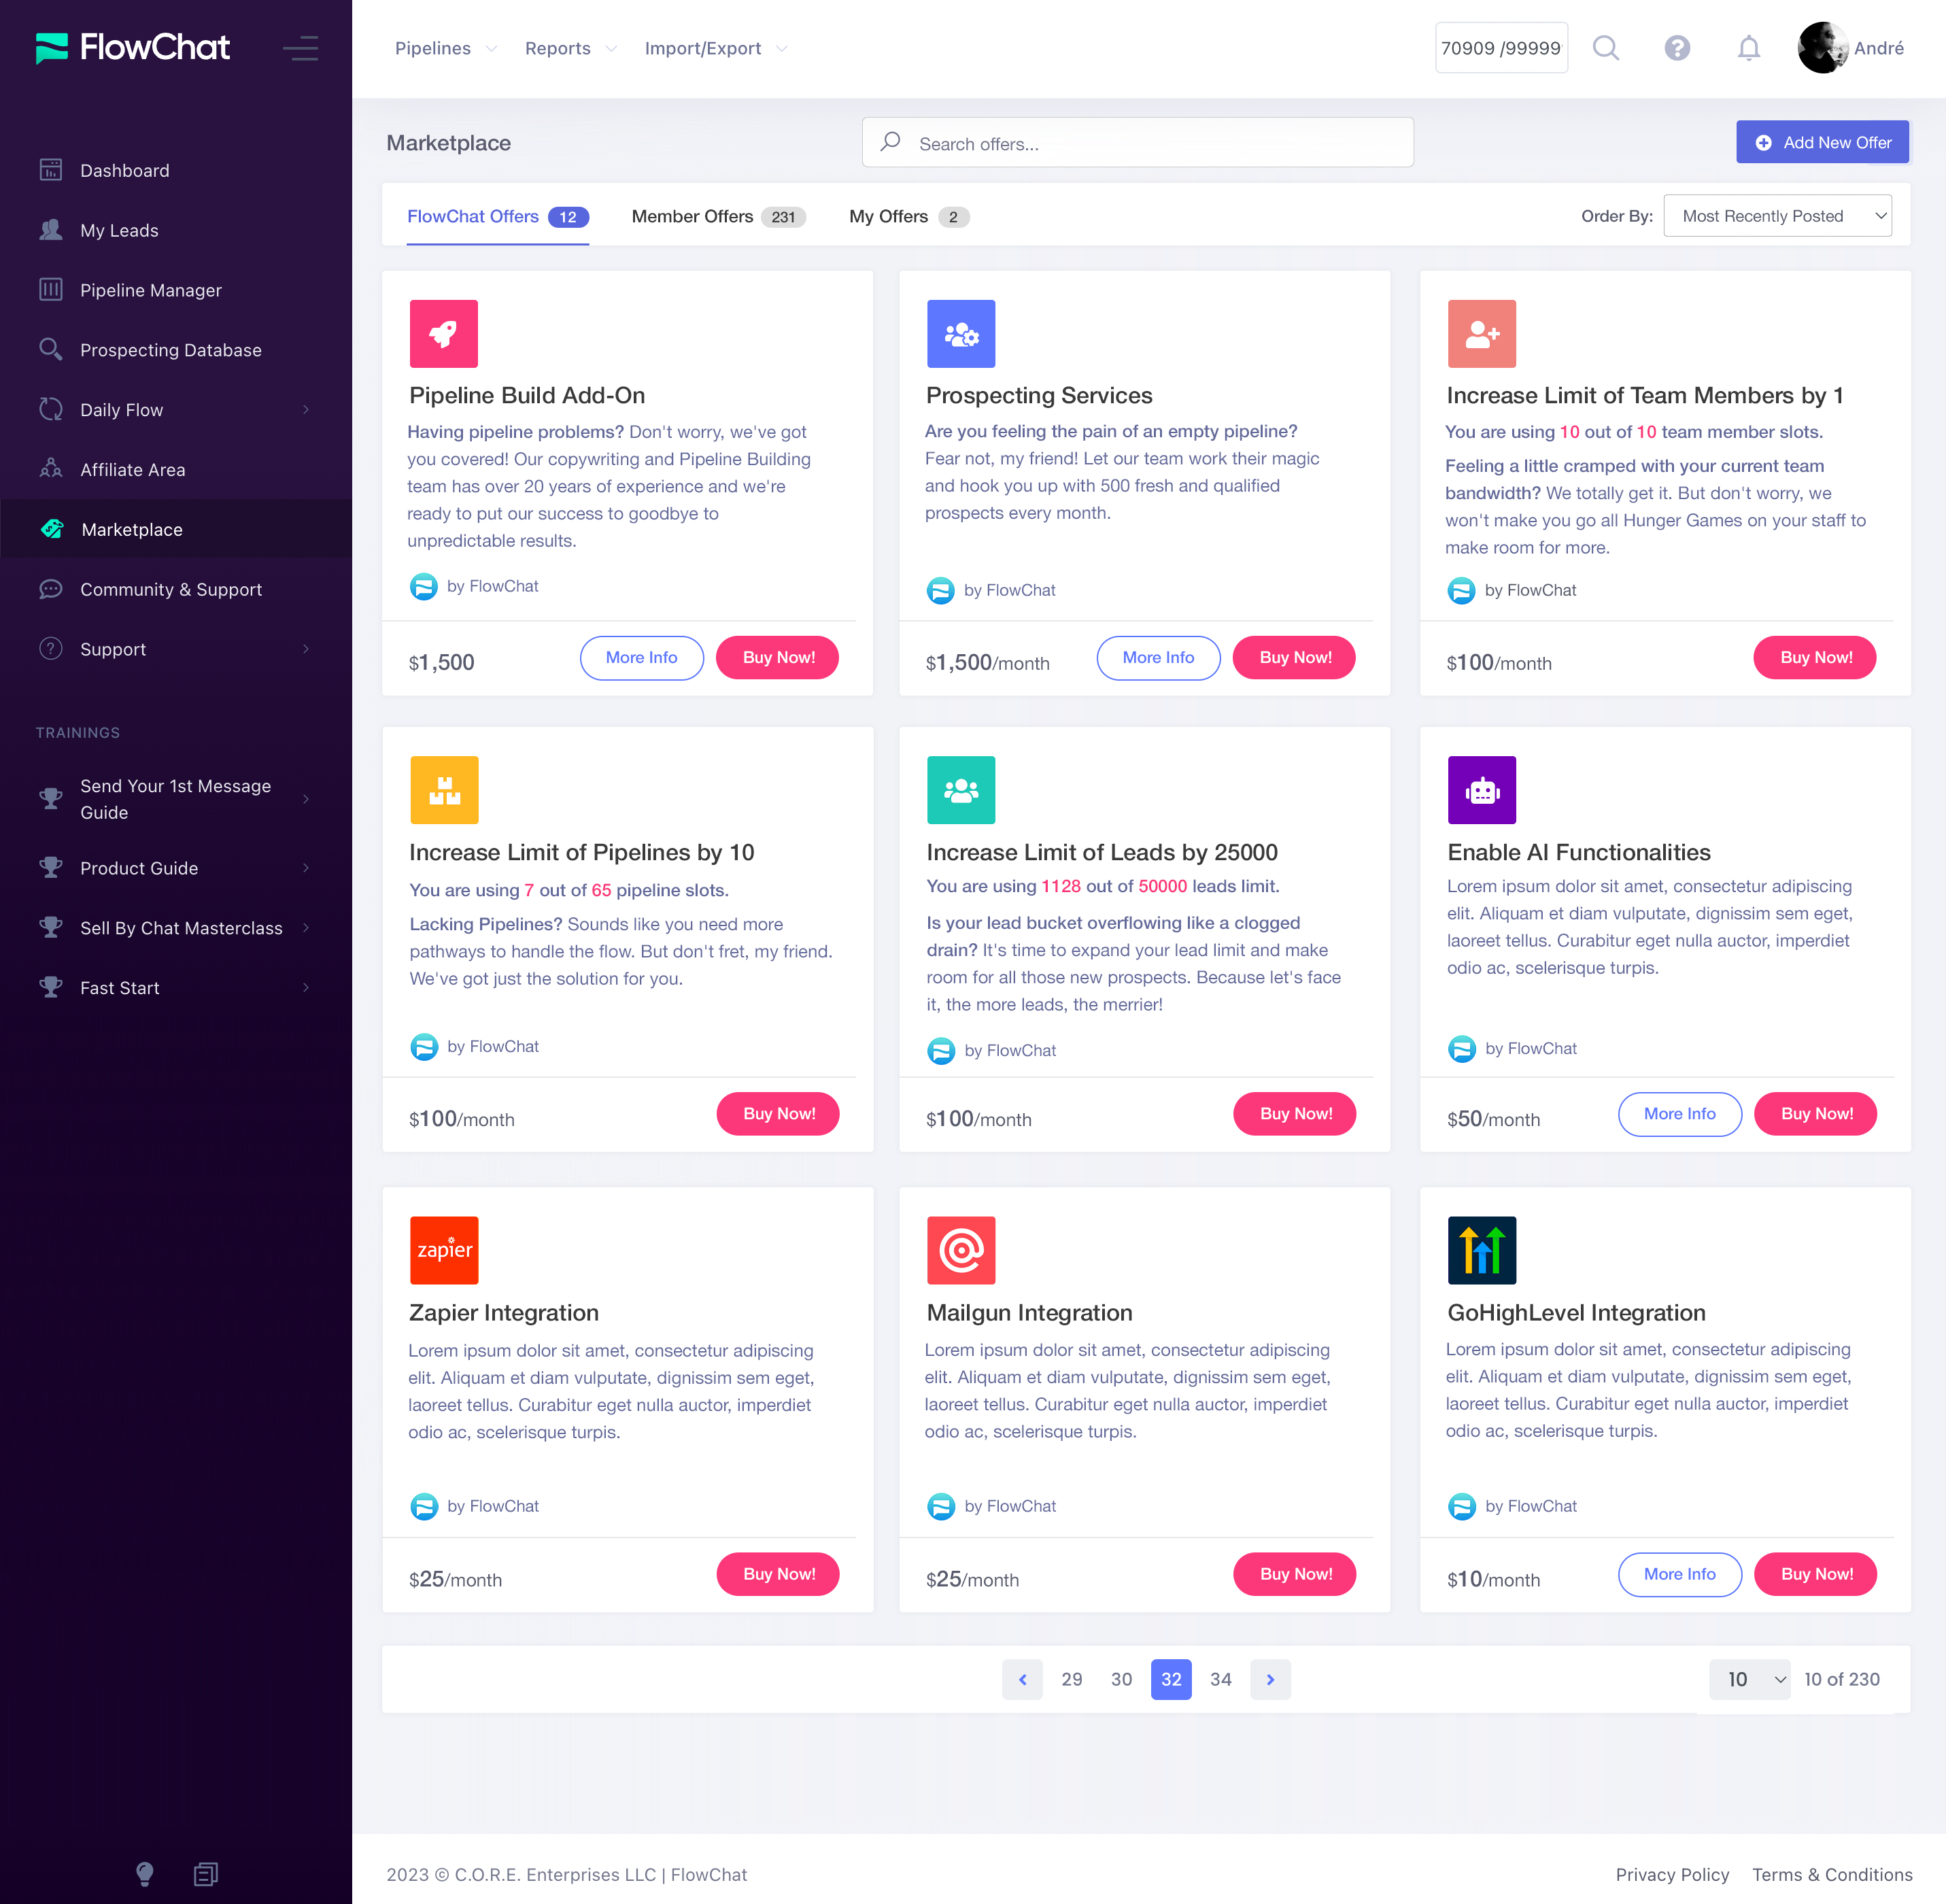 FlowChat
Pipelines
Reports
Import/Export
70909 /99999
André
Dashboard
My Leads
Pipeline Manager
Prospecting Database
Daily Flow
Affiliate Area
Marketplace
Community & Support
Support
TRAININGS
Send Your 1st Message
Guide
Product Guide
Sell By Chat Masterclass
Fast Start
Marketplace
Search offers...
Add New Offer
FlowChat Offers 12
Member Offers 231
My Offers 2
Order By: Most Recently Posted
Pipeline Build Add-On
Having pipeline problems? Don't worry, we've got
you covered! Our copywriting and Pipeline Building
team has over 20 years of experience and we're
ready to put our success to goodbye to
unpredictable results.
by FlowChat
$1,500
More Info
Buy Now!
Prospecting Services
Are you feeling the pain of an empty pipeline?
Fear not, my friend! Let our team work their magic
and hook you up with 500 fresh and qualified
prospects every month.
by FlowChat
$1,500/month
More Info
Buy Now!
Increase Limit of Team Members by 1
You are using 10 out of 10 team member slots.
Feeling a little cramped with your current team
bandwidth? We totally get it. But don't worry, we
won't make you go all Hunger Games on your staff to
make room for more.
by FlowChat
$100/month
Buy Now!
Increase Limit of Pipelines by 10
You are using 7 out of 65 pipeline slots.
Lacking Pipelines? Sounds like you need more
pathways to handle the flow. But don't fret, my friend.
We've got just the solution for you.
by FlowChat
$100/month
Buy Now!
Increase Limit of Leads by 25000
You are using 1128 out of 50000 leads limit.
Is your lead bucket overflowing like a clogged
drain? It's time to expand your lead limit and make
room for all those new prospects. Because let's face
it, the more leads, the merrier!
by FlowChat
$100/month
Buy Now!
Enable AI Functionalities
Lorem ipsum dolor sit amet, consectetur adipiscing
elit. Aliquam et diam vulputate, dignissim sem eget,
laoreet tellus. Curabitur eget nulla auctor, imperdiet
odio ac, scelerisque turpis.
by FlowChat
$50/month
More Info
Buy Now!
zapier
Zapier Integration
Lorem ipsum dolor sit amet, consectetur adipiscing
elit. Aliquam et diam vulputate, dignissim sem eget,
laoreet tellus. Curabitur eget nulla auctor, imperdiet
odio ac, scelerisque turpis.
by FlowChat
$25/month
Buy Now!
Mailgun Integration
Lorem ipsum dolor sit amet, consectetur adipiscing
elit. Aliquam et diam vulputate, dignissim sem eget,
laoreet tellus. Curabitur eget nulla auctor, imperdiet
odio ac, scelerisque turpis.
by FlowChat
$25/month
Buy Now!
GoHighLevel Integration
Lorem ipsum dolor sit amet, consectetur adipiscing
elit. Aliquam et diam vulputate, dignissim sem eget,
laoreet tellus. Curabitur eget nulla auctor, imperdiet
odio ac, scelerisque turpis.
by FlowChat
$10/month
More Info
Buy Now!
29 30 32 34
10
10 of 230
2023 © C.O.R.E. Enterprises LLC | FlowChat
Privacy Policy
Terms & Conditions